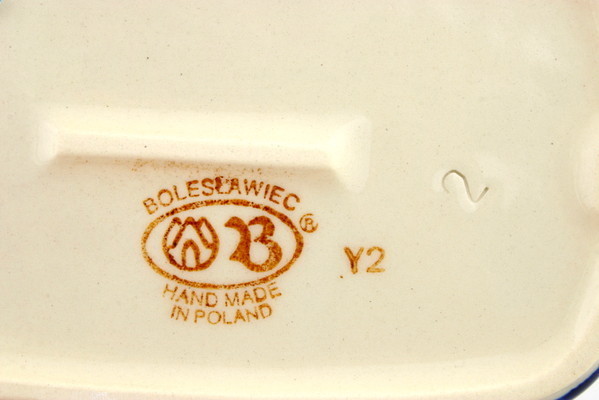 BOLESŁAWIEC
B ®
HAND MADE
IN POLAND
Y2
2